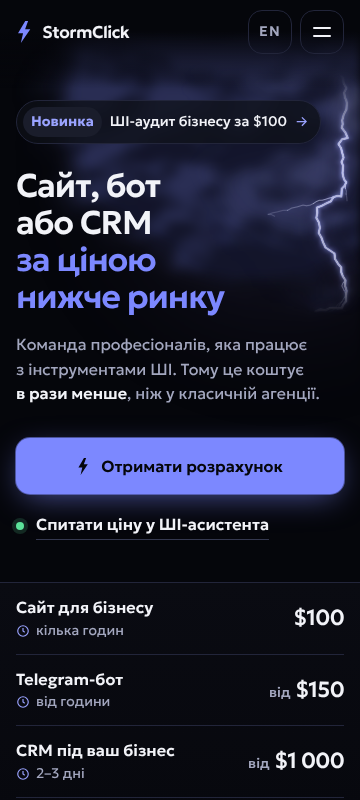 StormClick
EN
Новинка ШІ-аудит бізнесу за $100 →
Сайт, бот
або CRM
за ціною
нижче ринку
Команда професіоналів, яка працює
з інструментами ШІ. Тому це коштує
в рази менше, ніж у класичній агенції.
Отримати розрахунок
Спитати ціну у ШІ-асистента
Сайт для бізнесу
$100
кілька годин
Telegram-бот
від $150
від години
CRM під ваш бізнес
від $1 000
2–3 дні